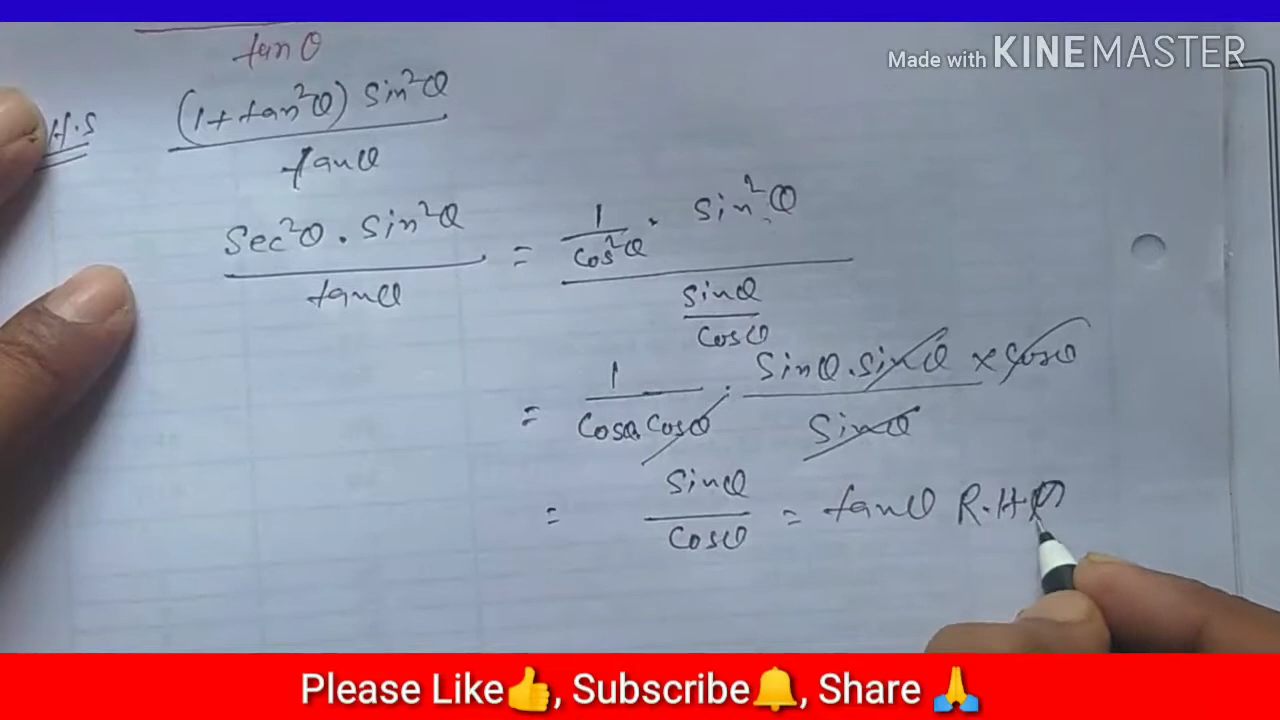 Made with KINEMASTER
tanθ
H.S (1+tan²θ) sin²θ
tanθ
sec²θ . sin²θ = 1 . sin²θ
cos²θ
tanθ sinθ
cosθ
= 1 . sinθ.sinθ × cosθ
cosθ.cosθ sinθ
= sinθ = tanθ R.H
cosθ
Please Like👍, Subscribe🔔, Share 🙏